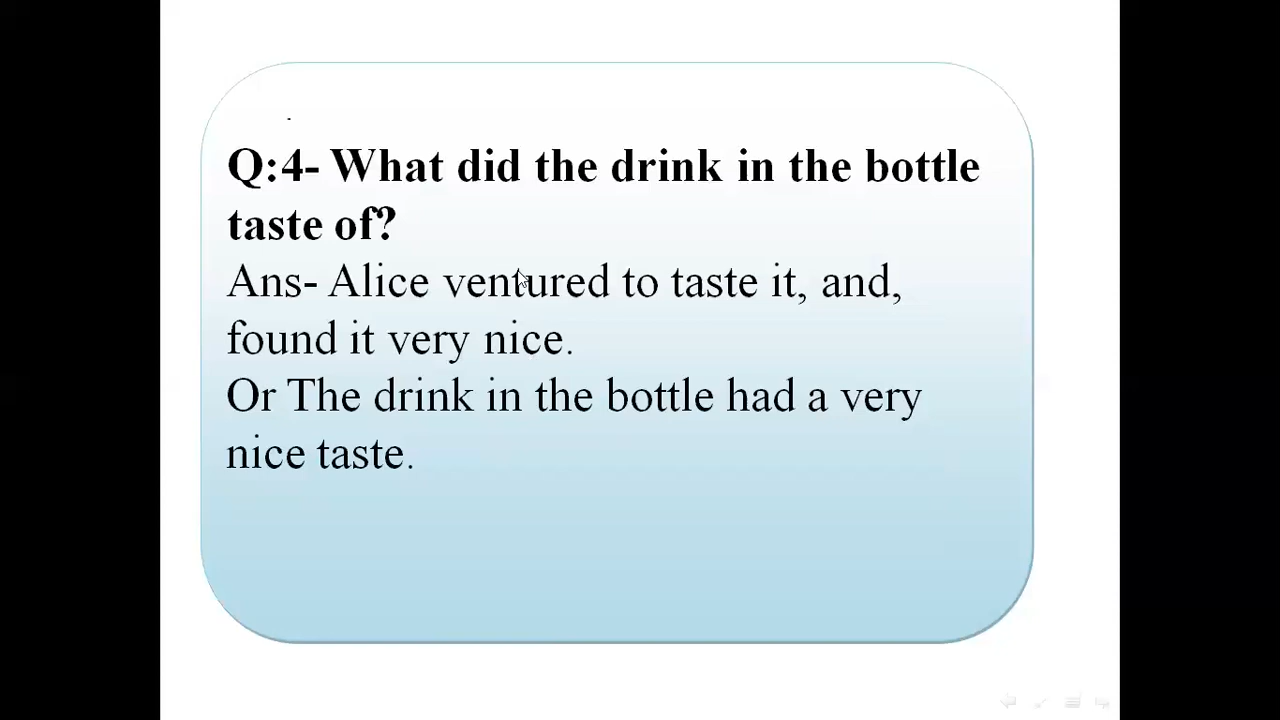 .
Q:4- What did the drink in the bottle
taste of?
Ans- Alice ventured to taste it, and,
found it very nice.
Or The drink in the bottle had a very
nice taste.